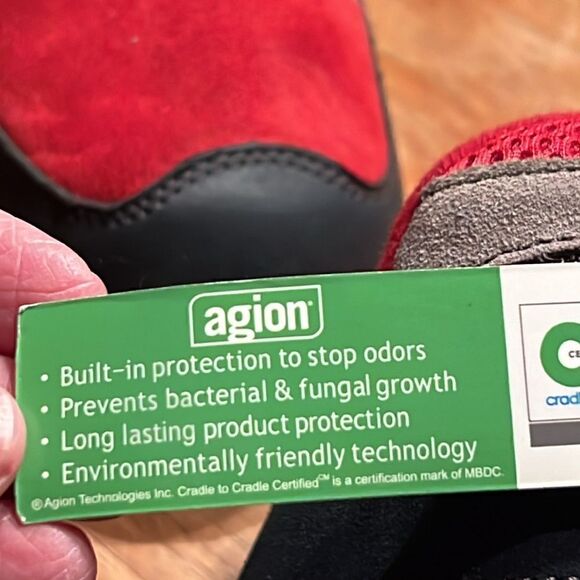 agion®
• Built-in protection to stop odors
• Prevents bacterial & fungal growth
• Long lasting product protection
• Environmentally friendly technology
® Agion Technologies Inc. Cradle to Cradle Certified℠ is a certification mark of MBDC.